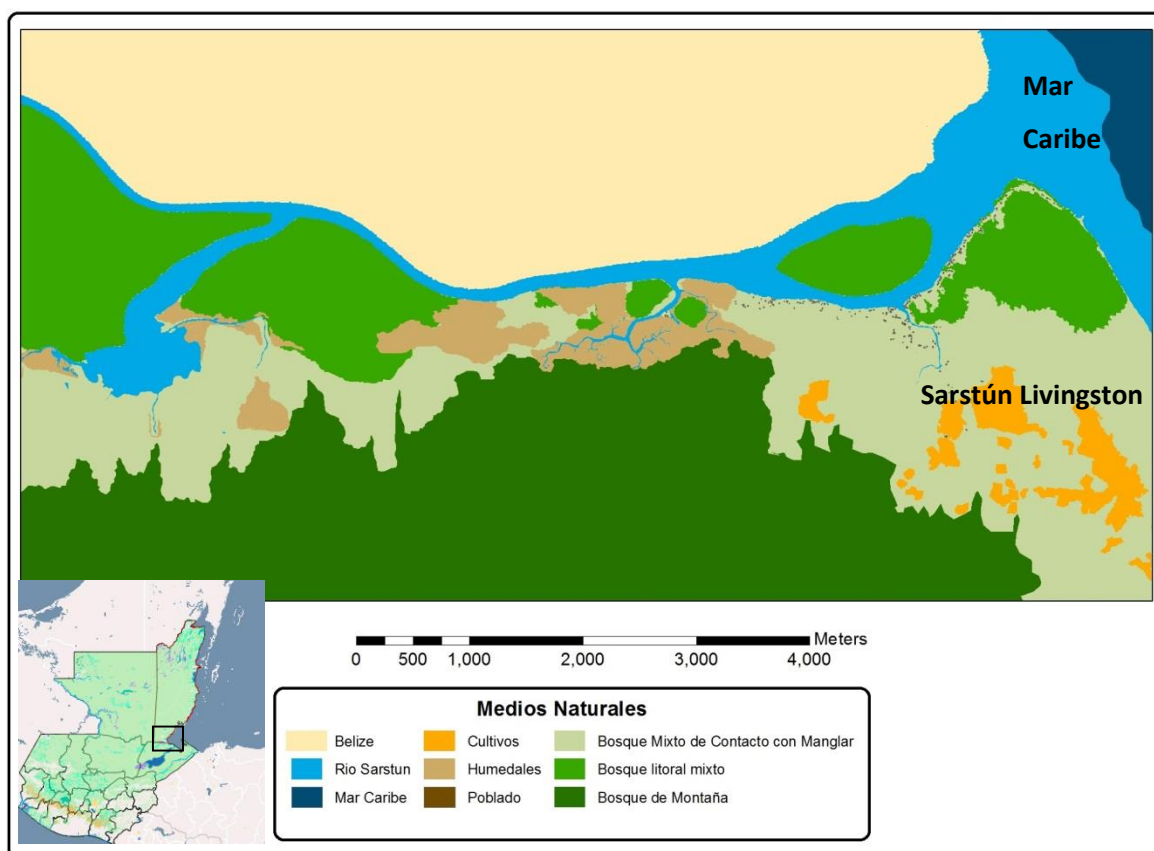 Mar
Caribe
Sarstún Livingston
Meters
0 500 1,000 2,000 3,000 4,000
Medios Naturales
Belize Cultivos Bosque Mixto de Contacto con Manglar
Rio Sarstun Humedales Bosque litoral mixto
Mar Caribe Poblado Bosque de Montaña